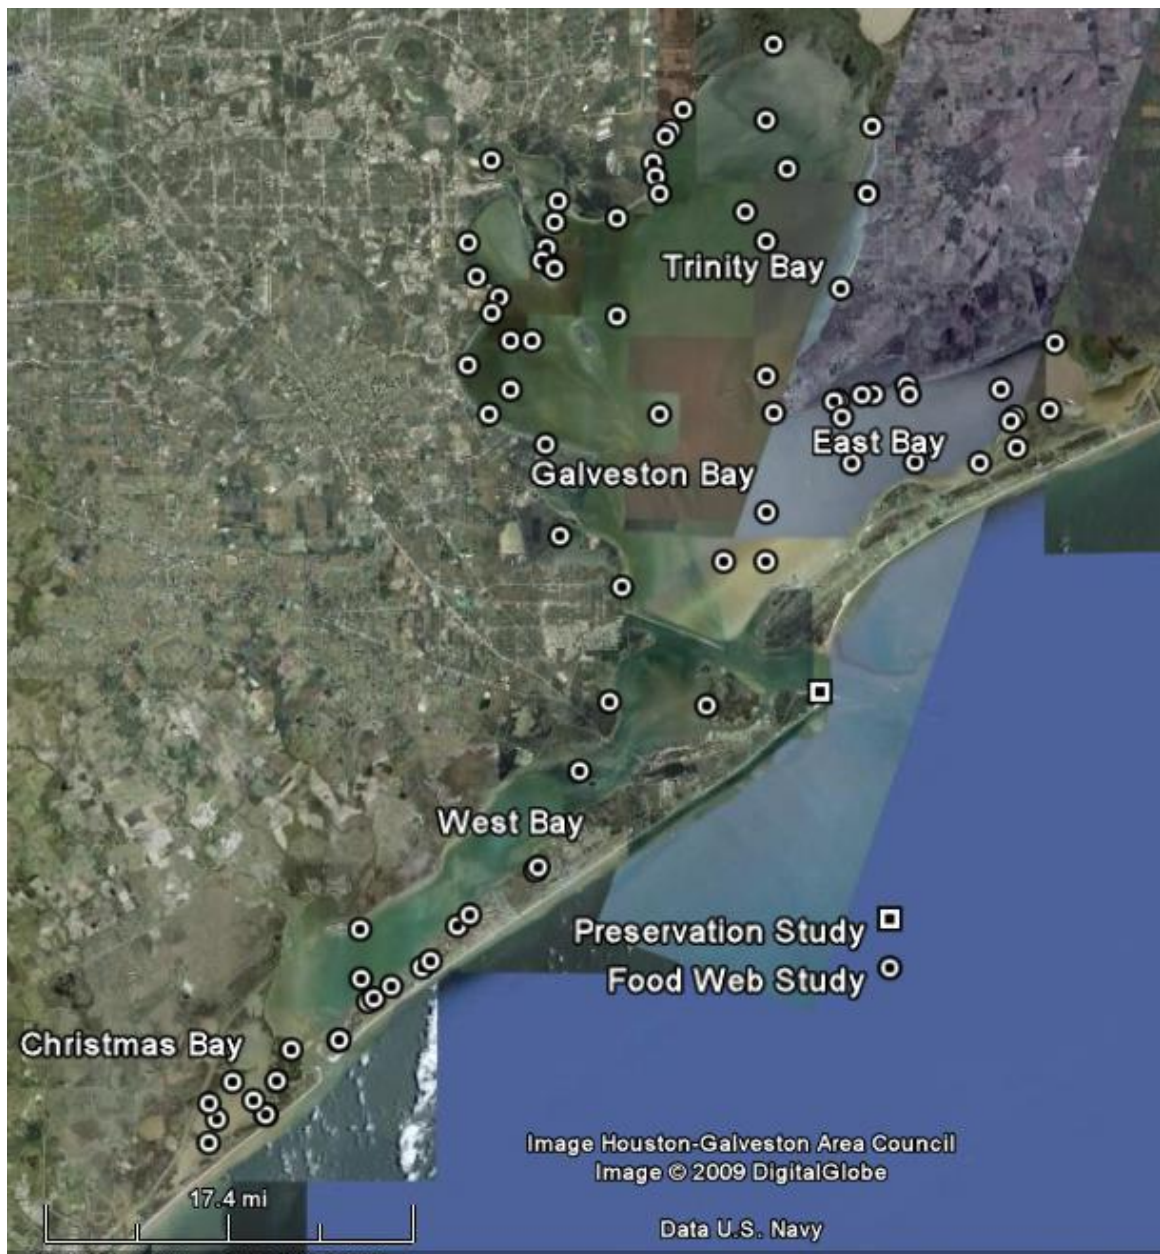 Trinity Bay
East Bay
Galveston Bay
West Bay
Preservation Study
Food Web Study
Christmas Bay
Image Houston-Galveston Area Council
Image © 2009 DigitalGlobe
17.4 mi
Data U.S. Navy